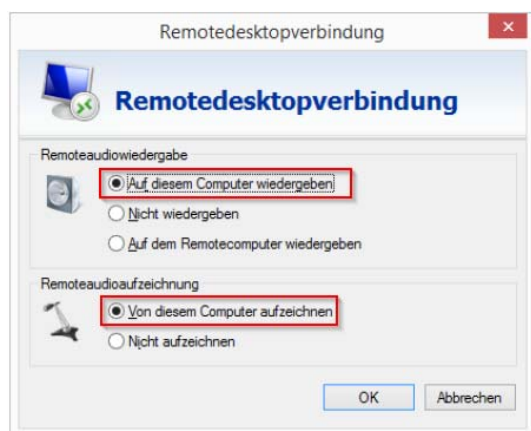 Remotedesktopverbindung
Remotedesktopverbindung
Remoteaudiowiedergabe
Auf diesem Computer wiedergeben
Nicht wiedergeben
Auf dem Remotecomputer wiedergeben
Remoteaudioaufzeichnung
Von diesem Computer aufzeichnen
Nicht aufzeichnen
OK Abbrechen